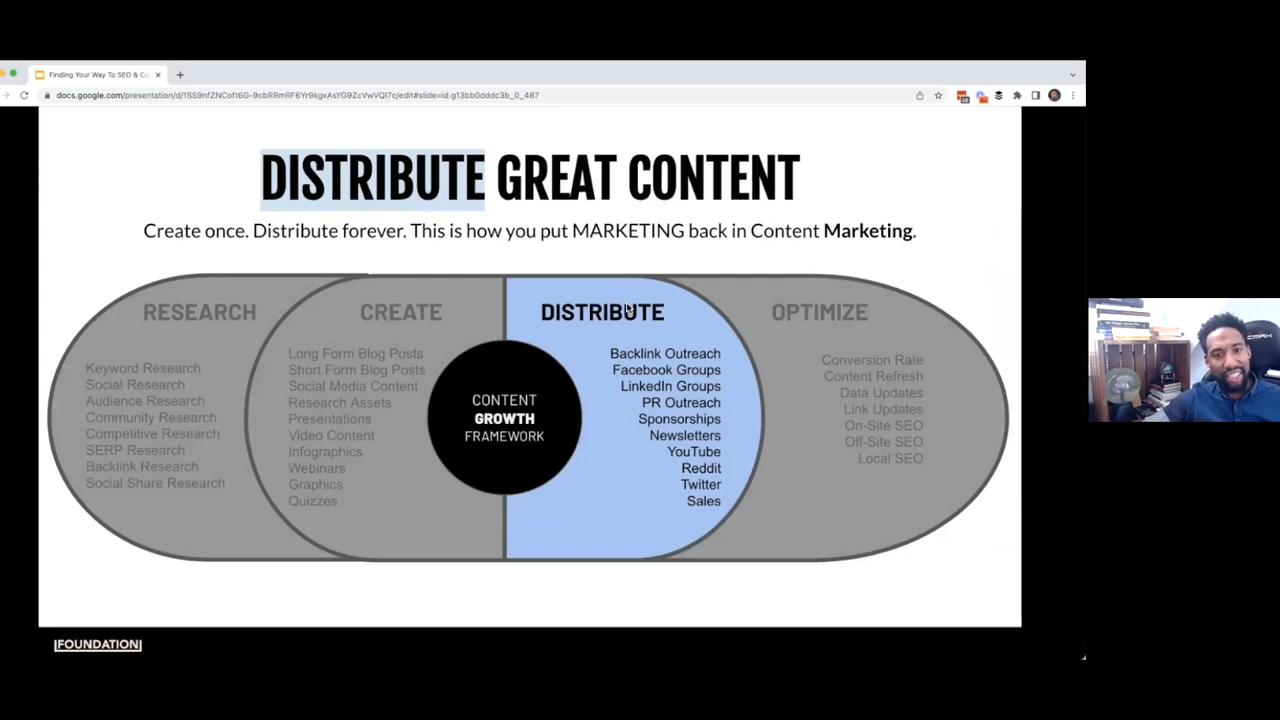 Finding Your Way To SEO & Co
docs.google.com/presentation/d/1SS9nfZNCoft6G-9cbRRmRF6Yr9kgxAsYG9ZcVwVQI7c/edit#slide=id.g13bb0dddc3b_0_487
DISTRIBUTE GREAT CONTENT
Create once. Distribute forever. This is how you put MARKETING back in Content Marketing.
RESEARCH
Keyword Research
Social Research
Audience Research
Community Research
Competitive Research
SERP Research
Backlink Research
Social Share Research
CREATE
Long Form Blog Posts
Short Form Blog Posts
Social Media Content
Research Assets
Presentations
Video Content
Infographics
Webinars
Graphics
Quizzes
CONTENT
GROWTH
FRAMEWORK
DISTRIBUTE
Backlink Outreach
Facebook Groups
LinkedIn Groups
PR Outreach
Sponsorships
Newsletters
YouTube
Reddit
Twitter
Sales
OPTIMIZE
Conversion Rate
Content Refresh
Data Updates
Link Updates
On-Site SEO
Off-Site SEO
Local SEO
|FOUNDATION|